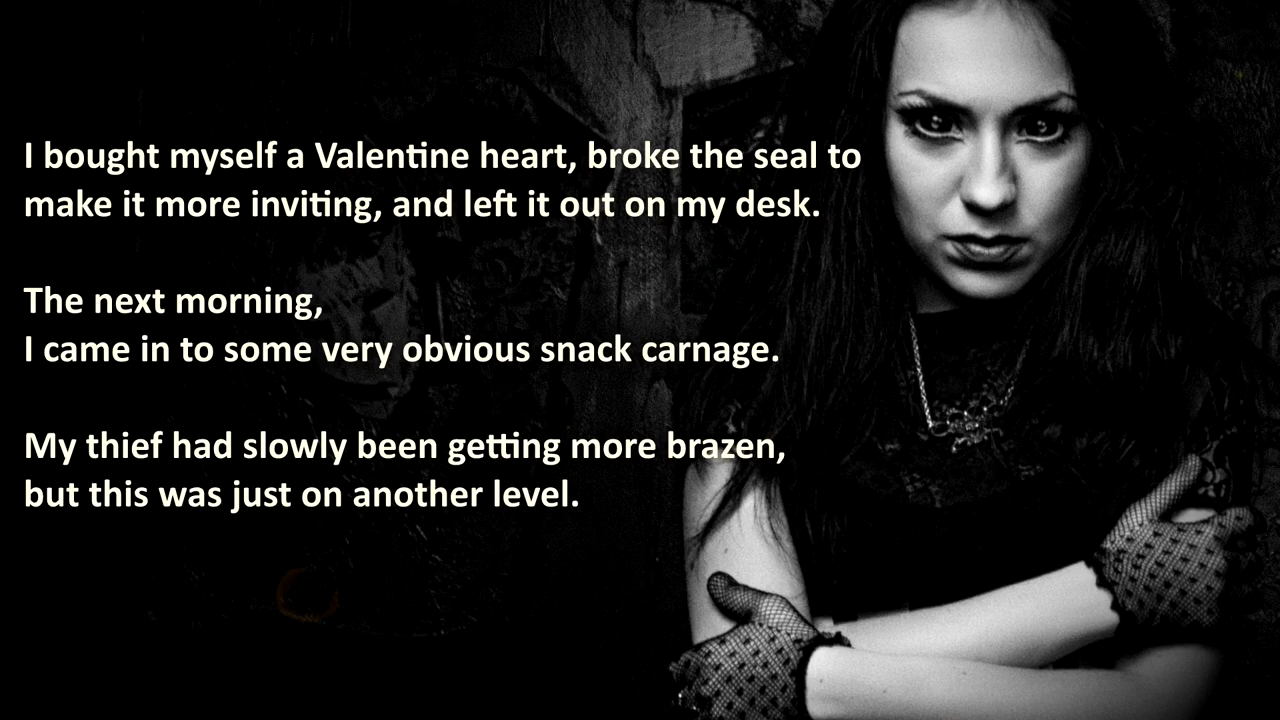 I bought myself a Valentine heart, broke the seal to
make it more inviting, and left it out on my desk.
The next morning,
I came in to some very obvious snack carnage.
My thief had slowly been getting more brazen,
but this was just on another level.